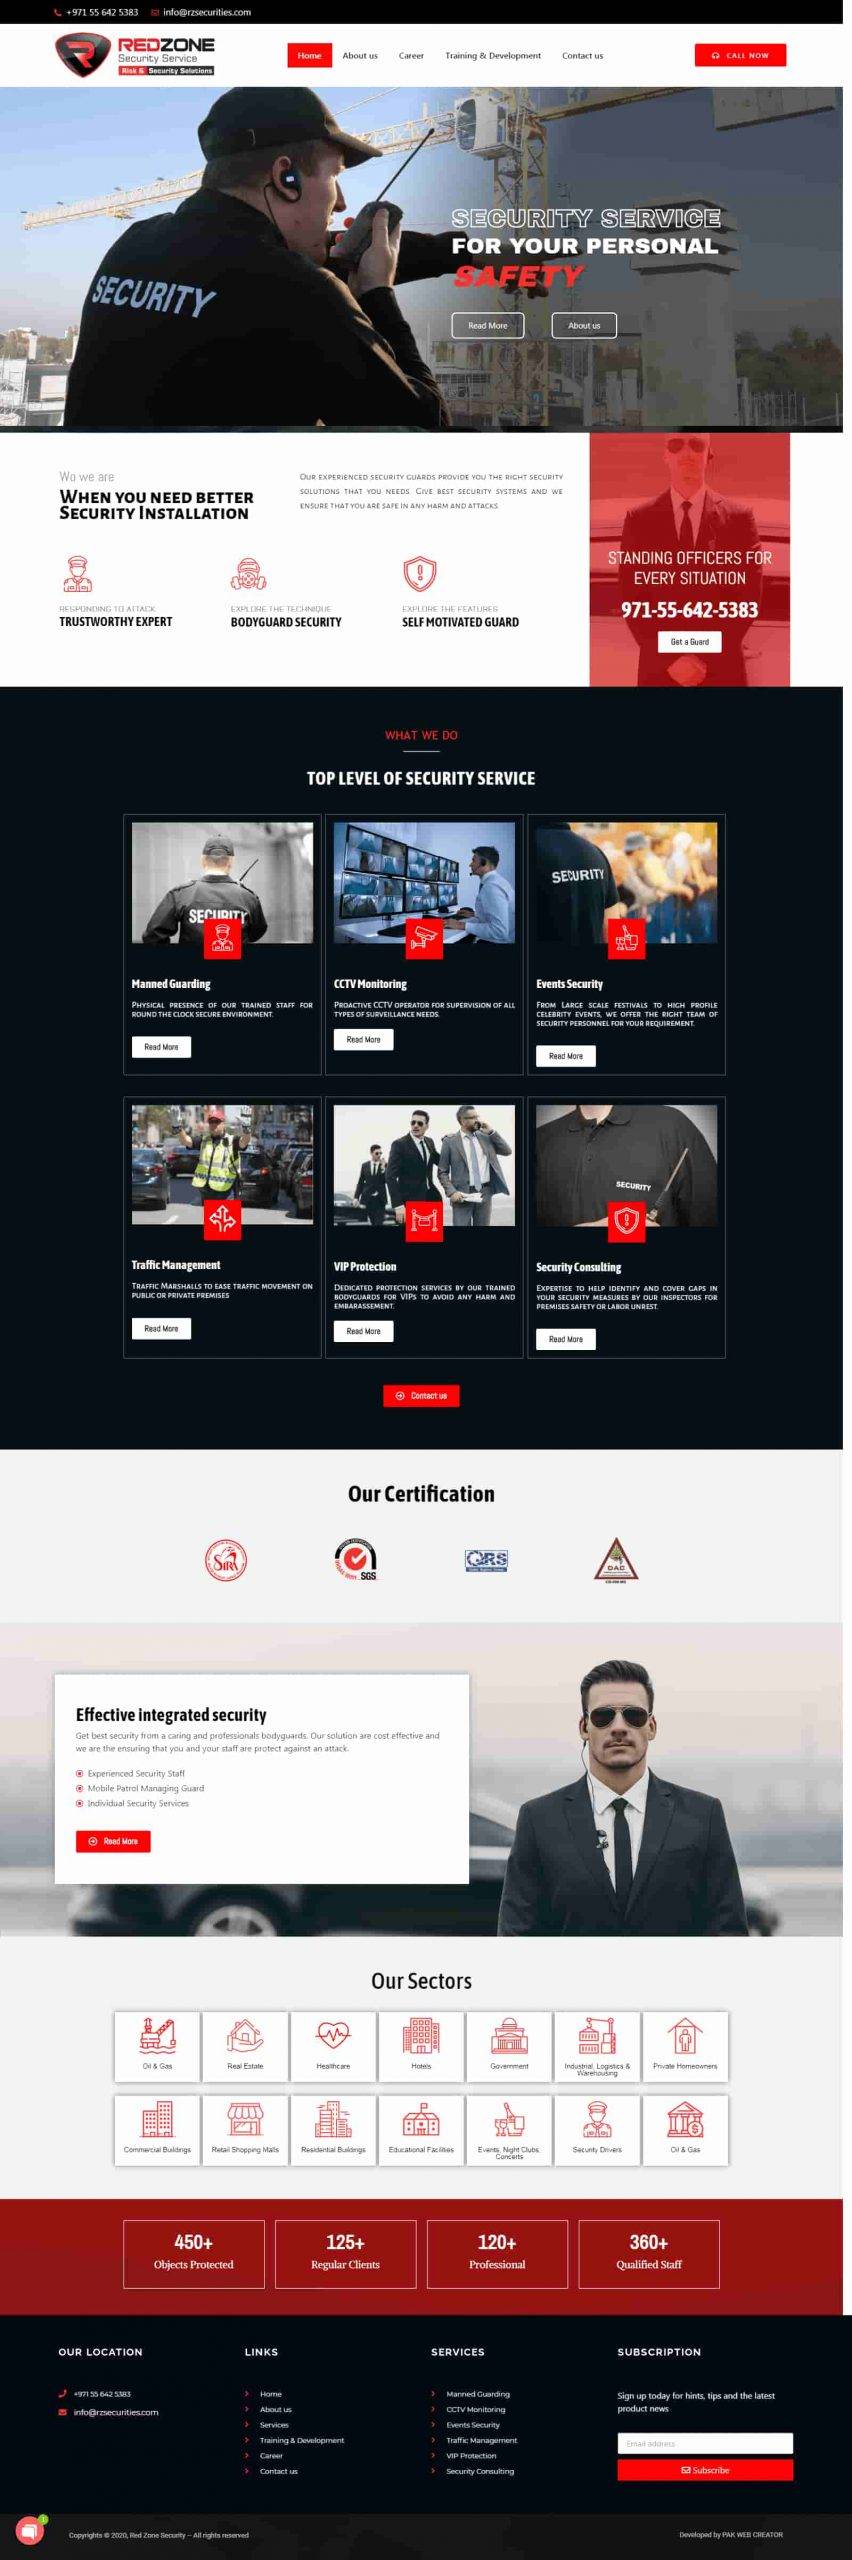 +971 55 642 5383 info@rzsecurities.com
REDZONE
Security Service
Risk & Security Solutions
Home About us Career Training & Development Contact us
CALL NOW
SECURITY
SECURITY SERVICE
FOR YOUR PERSONAL
SAFETY
Read More About us
Wo we are
When you need better
Security Installation
Our experienced security guards provide you the right security
solutions that you needs. Give best security systems and we
ensure that you are safe in any harm and attacks.
RESPONDING TO ATTACK
TRUSTWORTHY EXPERT
EXPLORE THE TECHNIQUE
BODYGUARD SECURITY
EXPLORE THE FEATURES
SELF MOTIVATED GUARD
STANDING OFFICERS FOR
EVERY SITUATION
971-55-642-5383
Get a Guard
WHAT WE DO
TOP LEVEL OF SECURITY SERVICE
SECURITY
Manned Guarding
Physical presence of our trained staff for
round the clock secure environment.
Read More
CCTV Monitoring
Proactive CCTV operator for supervision of all
types of surveillance needs.
Read More
SECURITY
Events Security
From Large scale festivals to high profile
celebrity events, we offer the right team of
security personnel for your requirement.
Read More
Traffic Management
Traffic Marshalls to ease traffic movement on
public or private premises
Read More
VIP Protection
Dedicated protection services by our trained
bodyguards for VIPs to avoid any harm and
embarassement.
Read More
SECURITY
Security Consulting
Expertise to help identify and cover gaps in
your security measures by our inspectors for
premises safety or labor unrest.
Read More
Contact us
Our Certification
SIRA
SGS
QRS
DAC
Effective integrated security
Get best security from a caring and professionals bodyguards. Our solution are cost effective and
we are the ensuring that you and your staff are protect against an attack.
Experienced Security Staff
Mobile Patrol Managing Guard
Individual Security Services
Read More
Our Sectors
Oil & Gas
Real Estate
Healthcare
Hotels
Government
Industrial, Logistics &
Warehousing
Private Homeowners
Commercial Buildings
Retail Shopping Malls
Residential Buildings
Educational Facilities
Events, Night Clubs,
Concerts
Security Drivers
Oil & Gas
450+
Objects Protected
125+
Regular Clients
120+
Professional
360+
Qualified Staff
OUR LOCATION
+971 55 642 5383
info@rzsecurities.com
LINKS
Home
About us
Services
Training & Development
Career
Contact us
SERVICES
Manned Guarding
CCTV Monitoring
Events Security
Traffic Management
VIP Protection
Security Consulting
SUBSCRIPTION
Sign up today for hints, tips and the latest
product news
Email address
Subscribe
1
Copyrights © 2020, Red Zone Security – All rights reserved
Developed by PAK WEB CREATOR